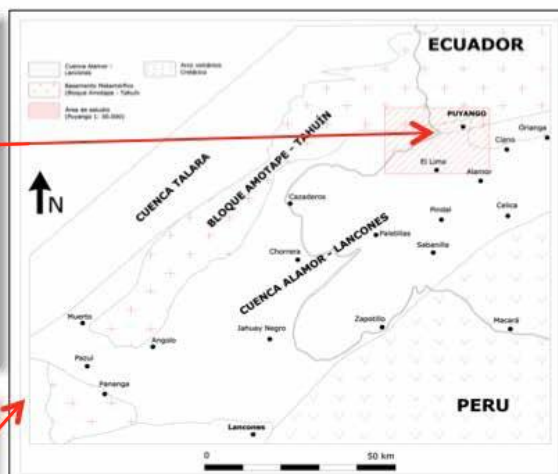 ECUADOR
Cuenca Alamor -
Lancones
Arco volcánico
Cretácico
Basamento Metamórfico
(Bloque Amotape - Tahuín
Área de estudio
(Puyango 1: 50.000)
PUYANGO
Orianga
Ciano
El Limo
Alamor
CUENCA TALARA
BLOQUE AMOTAPE - TAHUÍN
N
Cazaderos
Pindal
Celica
Paletillas
Sabanilla
Chorrera
CUENCA ALAMOR - LANCONES
Muerto
Angolo
Jahuay Negro
Zapotillo
Macará
Pazul
Pananga
PERU
Lancones
0
50 km